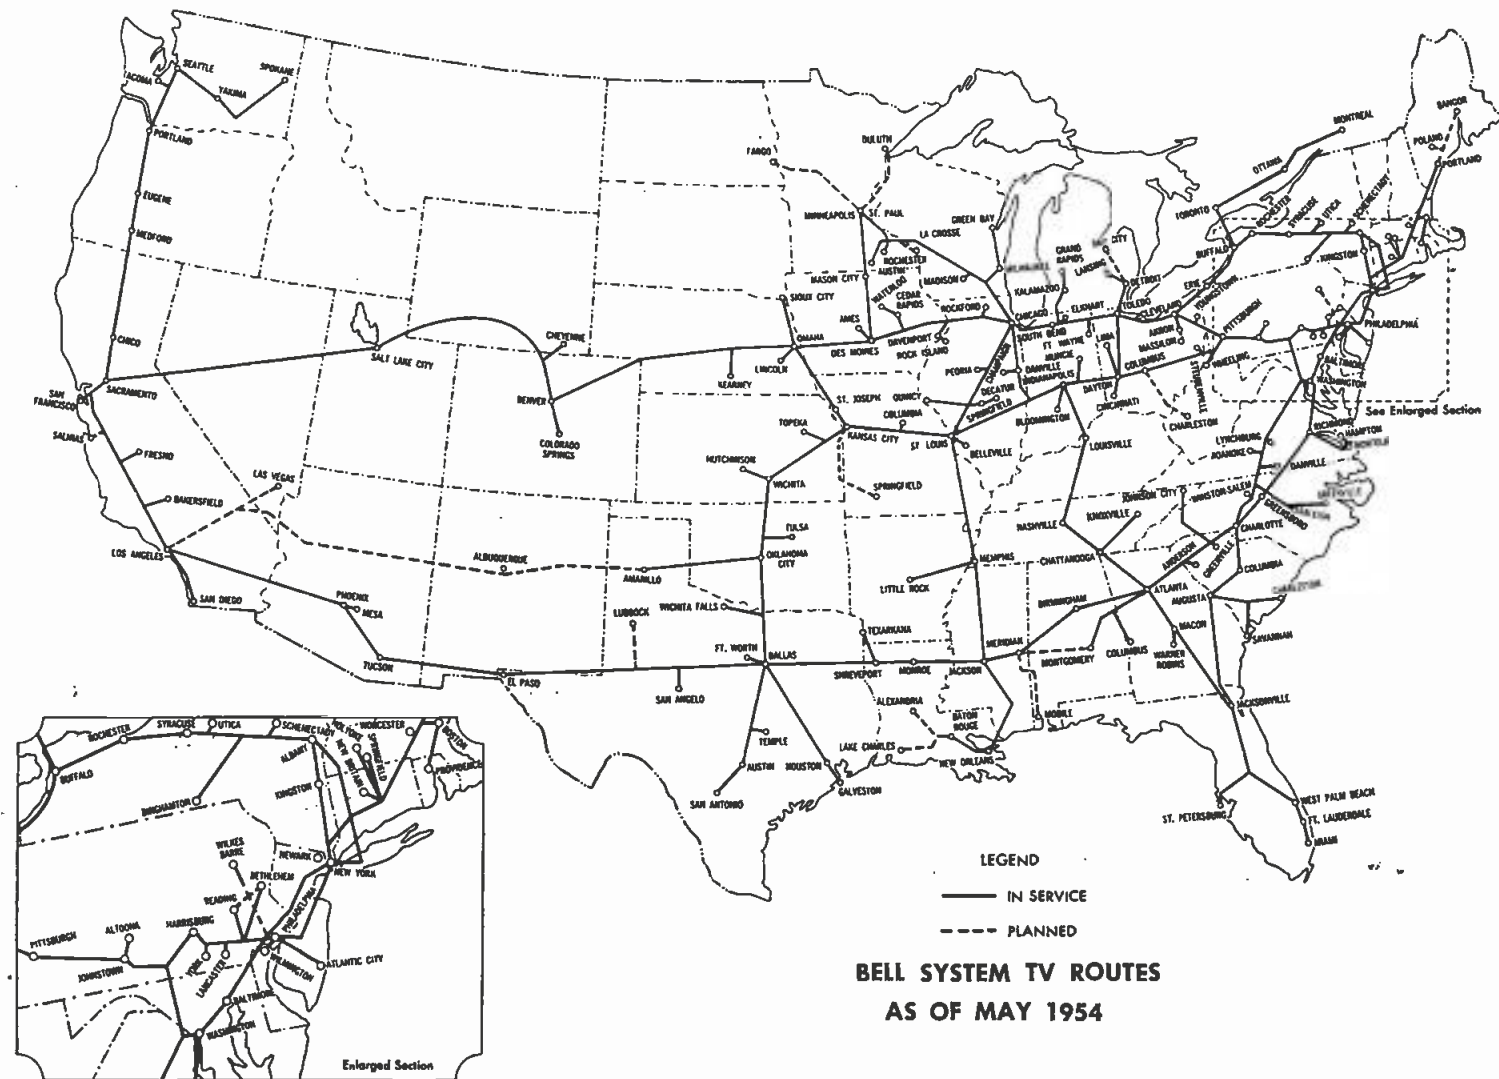 SEATTLE
SPOKANE
TACOMA
YAKIMA
PORTLAND
EUGENE
MEDFORD
CHICO
SACRAMENTO
SAN
FRANCISCO
SALINAS
FRESNO
BAKERSFIELD
LAS VEGAS
LOS ANGELES
SAN DIEGO
SALT LAKE CITY
CHEYENNE
DENVER
COLORADO
SPRINGS
PHOENIX
MESA
TUCSON
EL PASO
ALBUQUERQUE
AMARILLO
LUBBOCK
WICHITA FALLS
FT. WORTH
DALLAS
SAN ANGELO
TEMPLE
AUSTIN
HOUSTON
SAN ANTONIO
GALVESTON
FARGO
DULUTH
MINNEAPOLIS
ST. PAUL
GREEN BAY
LA CROSSE
ROCHESTER
AUSTIN
MASON CITY
MADISON
MILWAUKEE
WATERLOO
CEDAR
RAPIDS
ROCKFORD
SIOUX CITY
AMES
OMAHA
DES MOINES
DAVENPORT
ROCK ISLAND
LINCOLN
KEARNEY
CHICAGO
SOUTH BEND
ELKHART
FT WAYNE
KALAMAZOO
GRAND
RAPIDS
LANSING
CITY
DETROIT
TOLEDO
CLEVELAND
ERIE
YOUNGSTOWN
AKRON
MASSILON
PITTSBURGH
WHEELING
STEUBENVILLE
PEORIA
CHAMPAIGN
DANVILLE
DECATUR
INDIANAPOLIS
MUNCIE
LIMA
COLUMBUS
DAYTON
CINCINNATI
BLOOMINGTON
QUINCY
SPRINGFIELD
ST. JOSEPH
COLUMBIA
TOPEKA
KANSAS CITY
ST LOUIS
BELLEVILLE
HUTCHINSON
WICHITA
SPRINGFIELD
TULSA
OKLAHOMA
CITY
LOUISVILLE
CHARLESTON
NASHVILLE
KNOXVILLE
JOHNSON CITY
WINSTON-SALEM
GREENSBORO
CHATTANOOGA
MEMPHIS
LITTLE ROCK
TEXARKANA
SHREVEPORT
MONROE
JACKSON
MERIDIAN
BIRMINGHAM
ATLANTA
ANDERSON
GREENVILLE
CHARLOTTE
COLUMBIA
CHARLESTON
AUGUSTA
SAVANNAH
MACON
WARNER
ROBINS
COLUMBUS
MONTGOMERY
MOBILE
ALEXANDRIA
BATON
ROUGE
LAKE CHARLES
NEW ORLEANS
JACKSONVILLE
WEST PALM BEACH
FT. LAUDERDALE
MIAMI
ST. PETERSBURG
MONTREAL
OTTAWA
TORONTO
BANGOR
POLAND
PORTLAND
ROCHESTER
SYRACUSE
UTICA
SCHENECTADY
BUFFALO
KINGSTON
PHILADELPHIA
BALTIMORE
WASHINGTON
See Enlarged Section
RICHMOND
HAMPTON
NORFOLK
LYNCHBURG
ROANOKE
DANVILLE
ROCHESTER
SYRACUSE
UTICA
SCHENECTADY
HOLYOKE
WORCESTER
BOSTON
ALBANY
NEW BRITAIN
SPRINGFIELD
PROVIDENCE
BUFFALO
BINGHAMTON
KINGSTON
WILKES
BARRE
NEWARK
NEW YORK
BETHLEHEM
READING
PHILADELPHIA
PITTSBURGH
ALTOONA
HARRISBURG
JOHNSTOWN
YORK
LANCASTER
WILMINGTON
ATLANTIC CITY
BALTIMORE
WASHINGTON
Enlarged Section
LEGEND
IN SERVICE
PLANNED
BELL SYSTEM TV ROUTES
AS OF MAY 1954